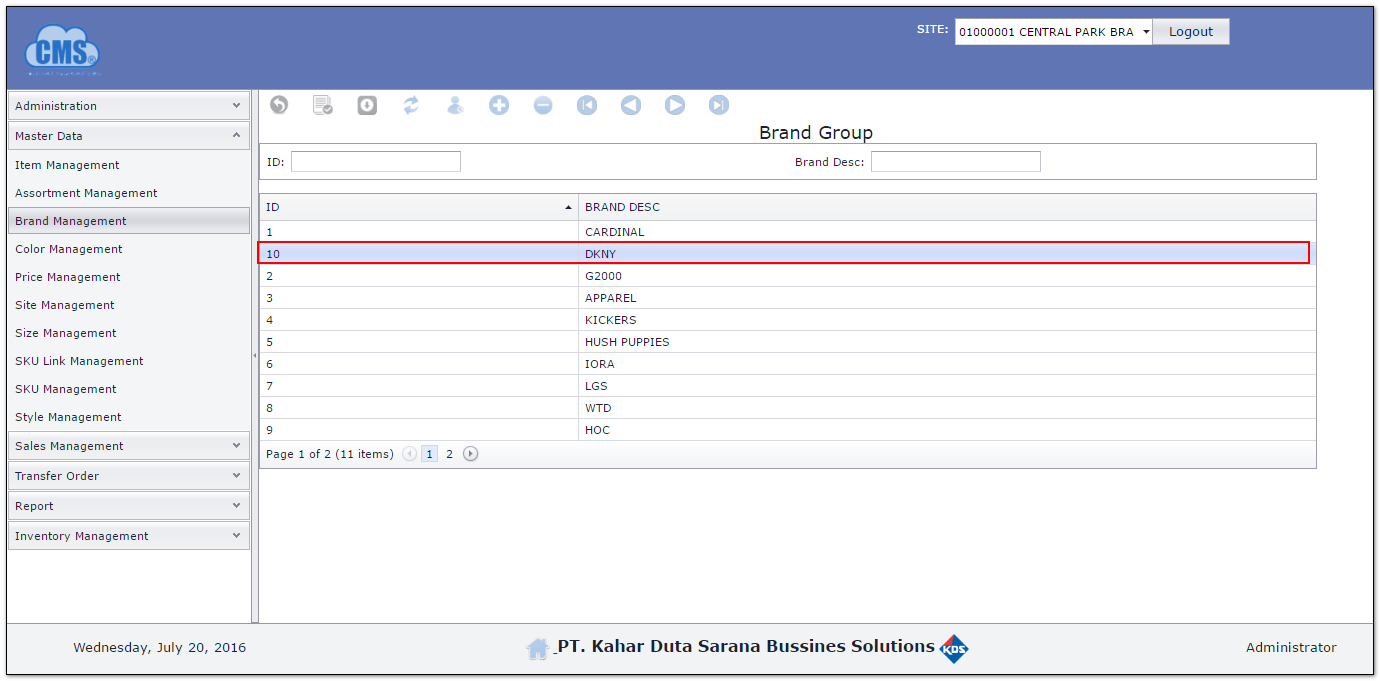 SITE: 01000001 CENTRAL PARK BRA Logout
CMS
Administration
Master Data
Item Management
Assortment Management
Brand Management
Color Management
Price Management
Site Management
Size Management
SKU Link Management
SKU Management
Style Management
Sales Management
Transfer Order
Report
Inventory Management
Brand Group
ID: Brand Desc:
ID BRAND DESC
1 CARDINAL
10 DKNY
2 G2000
3 APPAREL
4 KICKERS
5 HUSH PUPPIES
6 IORA
7 LGS
8 WTD
9 HOC
Page 1 of 2 (11 items) 1 2
Wednesday, July 20, 2016 PT. Kahar Duta Sarana Bussines Solutions KDS Administrator